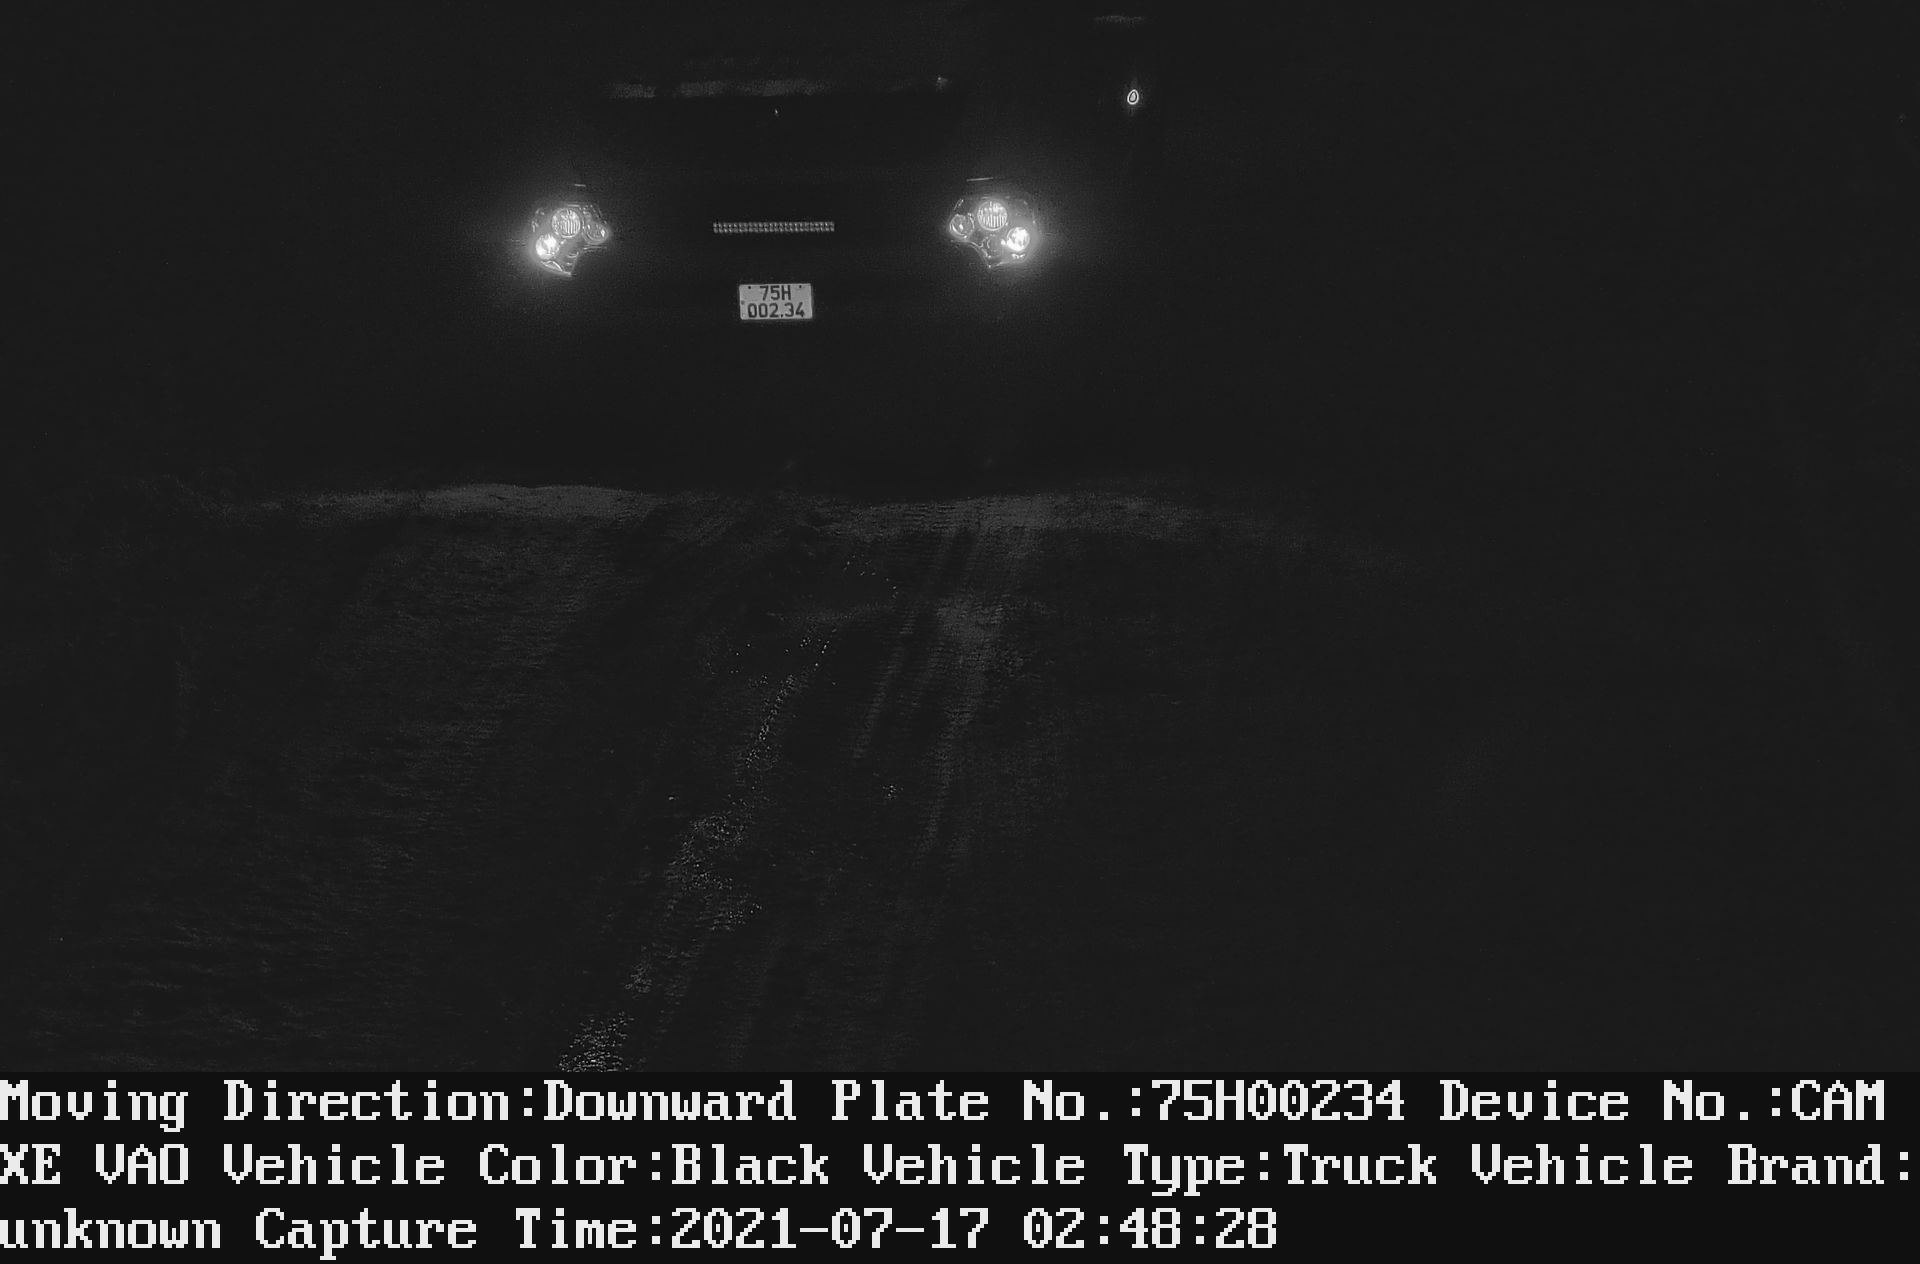 75H
002.34
Moving Direction:Downward Plate No.:75H00234 Device No.:CAM
XE VAO Vehicle Color:Black Vehicle Type:Truck Vehicle Brand:
unknown Capture Time:2021-07-17 02:48:28